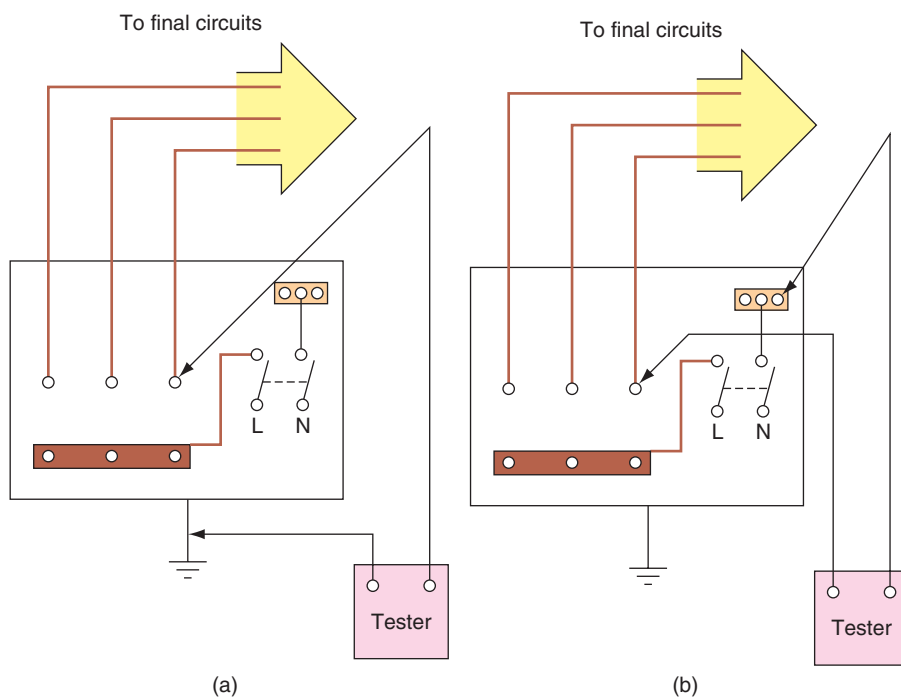 To final circuits
L N
Tester
(a)
To final circuits
L N
Tester
(b)